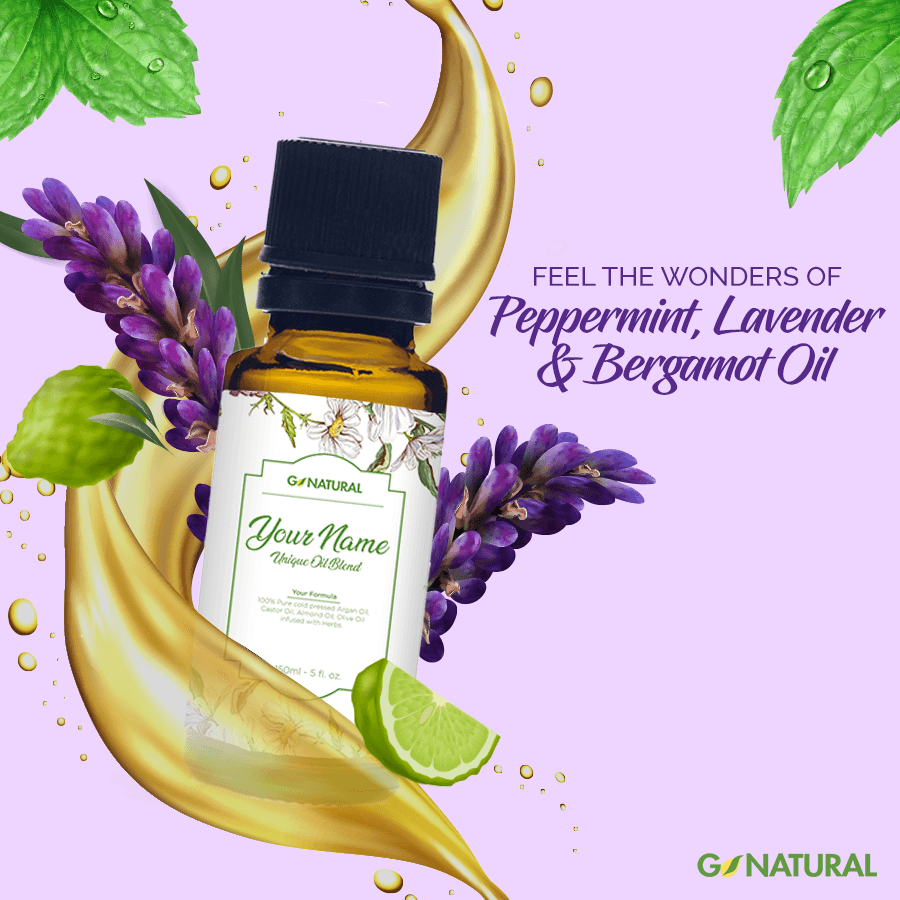 FEEL THE WONDERS OF
Peppermint, Lavender
& Bergamot Oil
GO NATURAL
Your Name
Unique Oil Blend
Your Formula
100% Pure cold pressed Argan Oil,
Castor Oil, Almond Oil, Olive Oil
infused with Herbs.
150ml - 5 fl. oz.
GO NATURAL